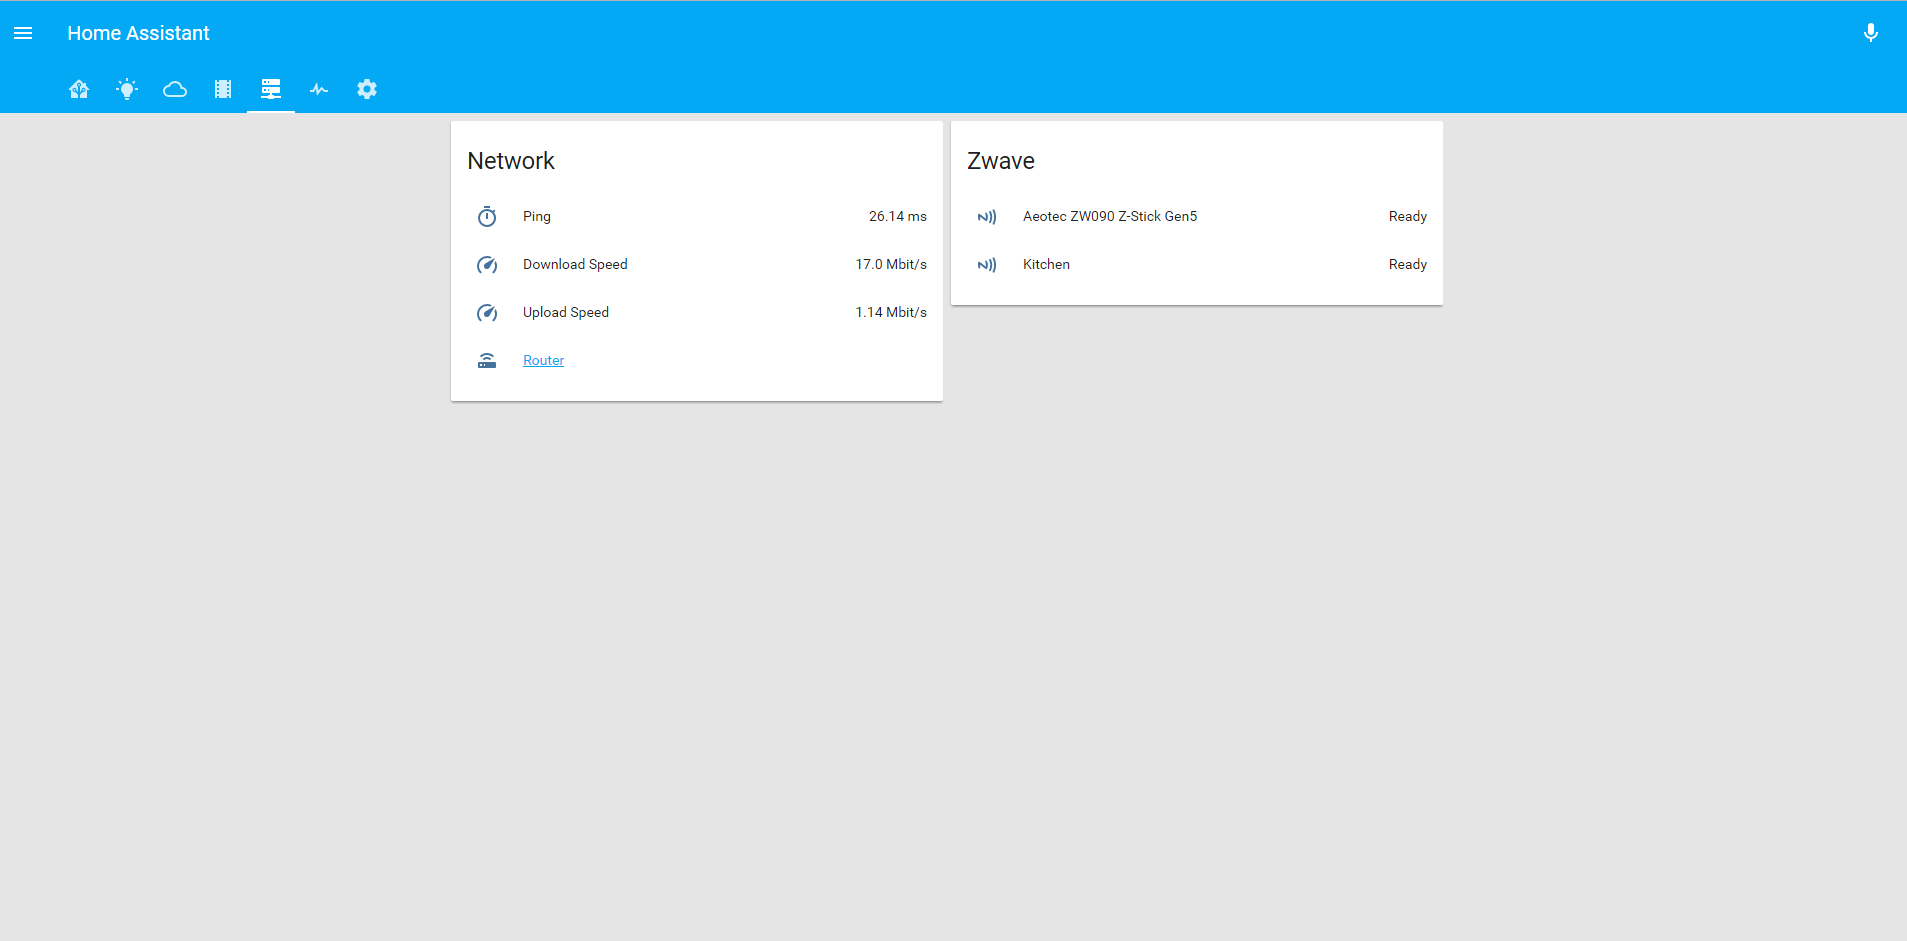 Home Assistant
Network
Ping 26.14 ms
Download Speed 17.0 Mbit/s
Upload Speed 1.14 Mbit/s
Router
Zwave
Aeotec ZW090 Z-Stick Gen5 Ready
Kitchen Ready